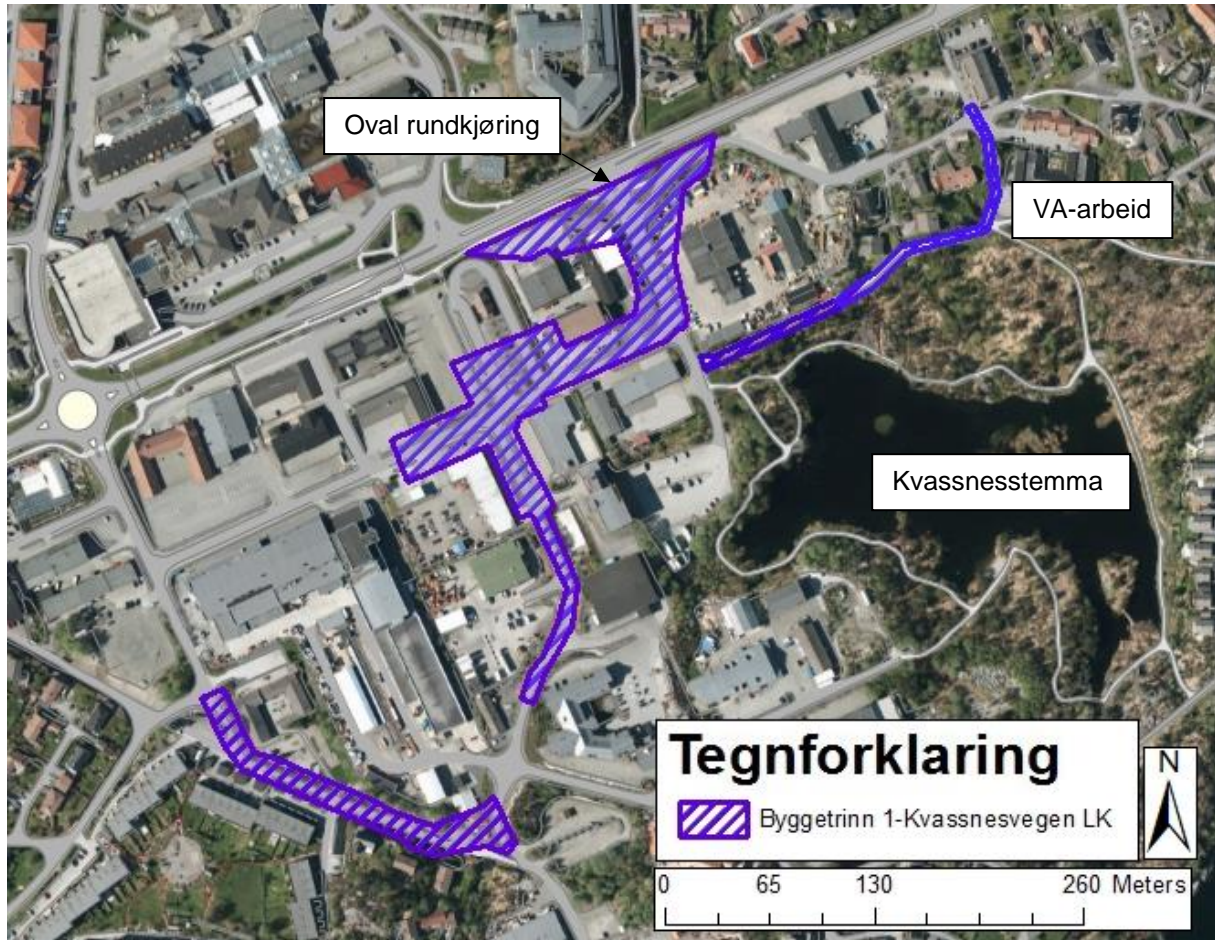 Oval rundkjøring
VA-arbeid
Kvassnesstemma
Tegnforklaring
Byggetrinn 1-Kvassnesvegen LK
N
0 65 130 260 Meters